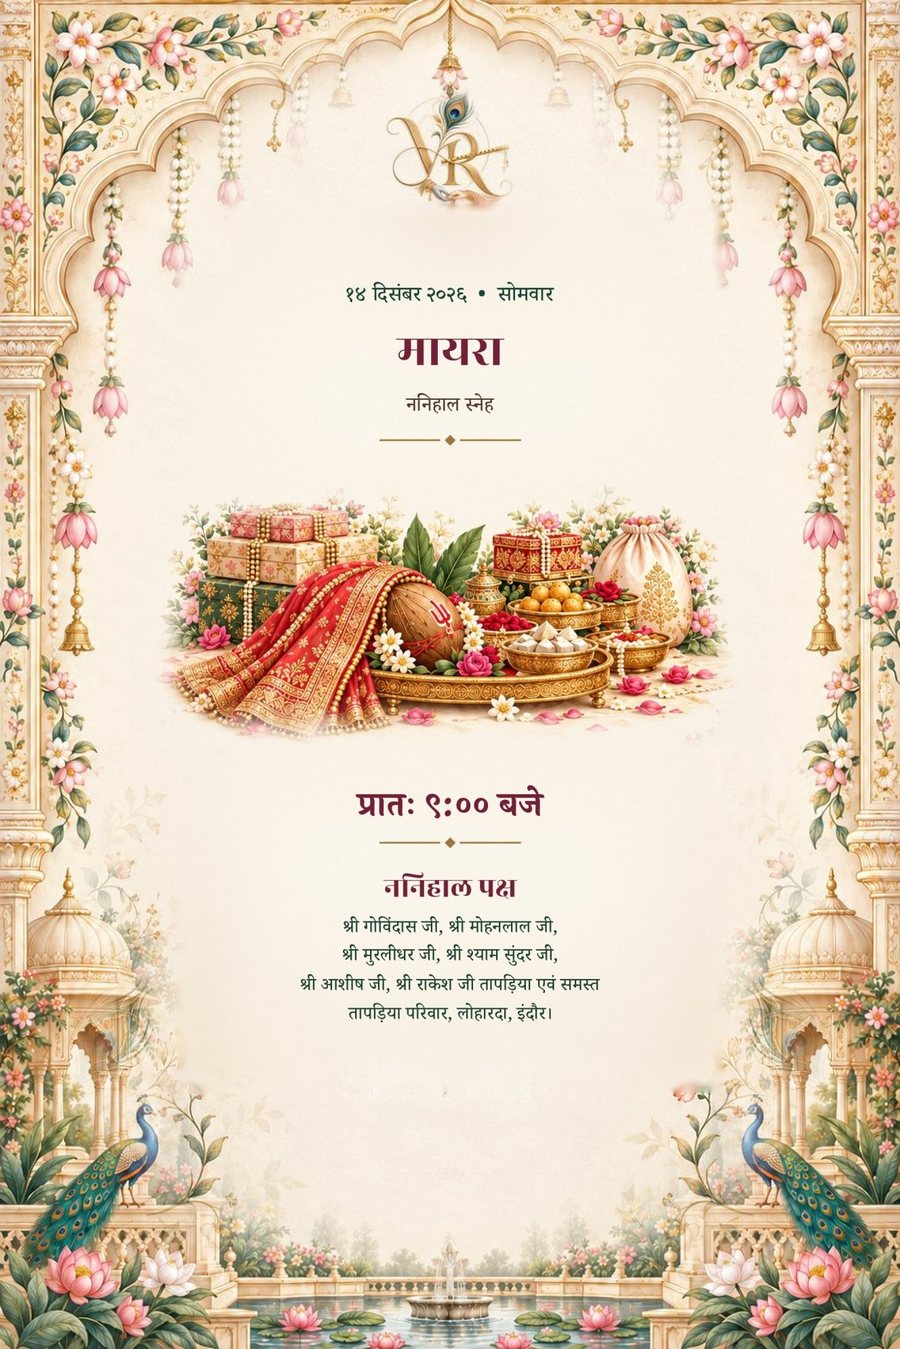 VR
१४ दिसंबर २०२६ • सोमवार
मायरा
ननिहाल स्नेह
प्रातः ९:०० बजे
ननिहाल पक्ष
श्री गोविंदास जी, श्री मोहनलाल जी,
श्री मुरलीधर जी, श्री श्याम सुंदर जी,
श्री आशीष जी, श्री राकेश जी तापड़िया एवं समस्त
तापड़िया परिवार, लोहारदा, इंदौर।